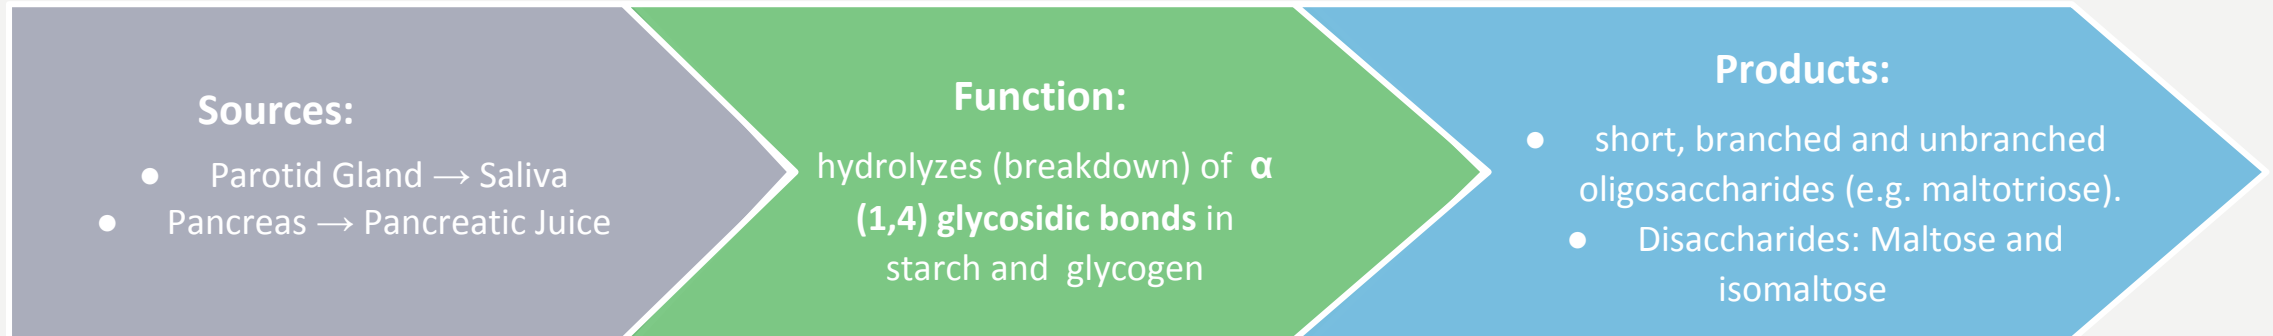 Sources:
● Parotid Gland → Saliva
● Pancreas → Pancreatic Juice
Function:
hydrolyzes (breakdown) of α
(1,4) glycosidic bonds in
starch and glycogen
Products:
● short, branched and unbranched
oligosaccharides (e.g. maltotriose).
● Disaccharides: Maltose and
isomaltose